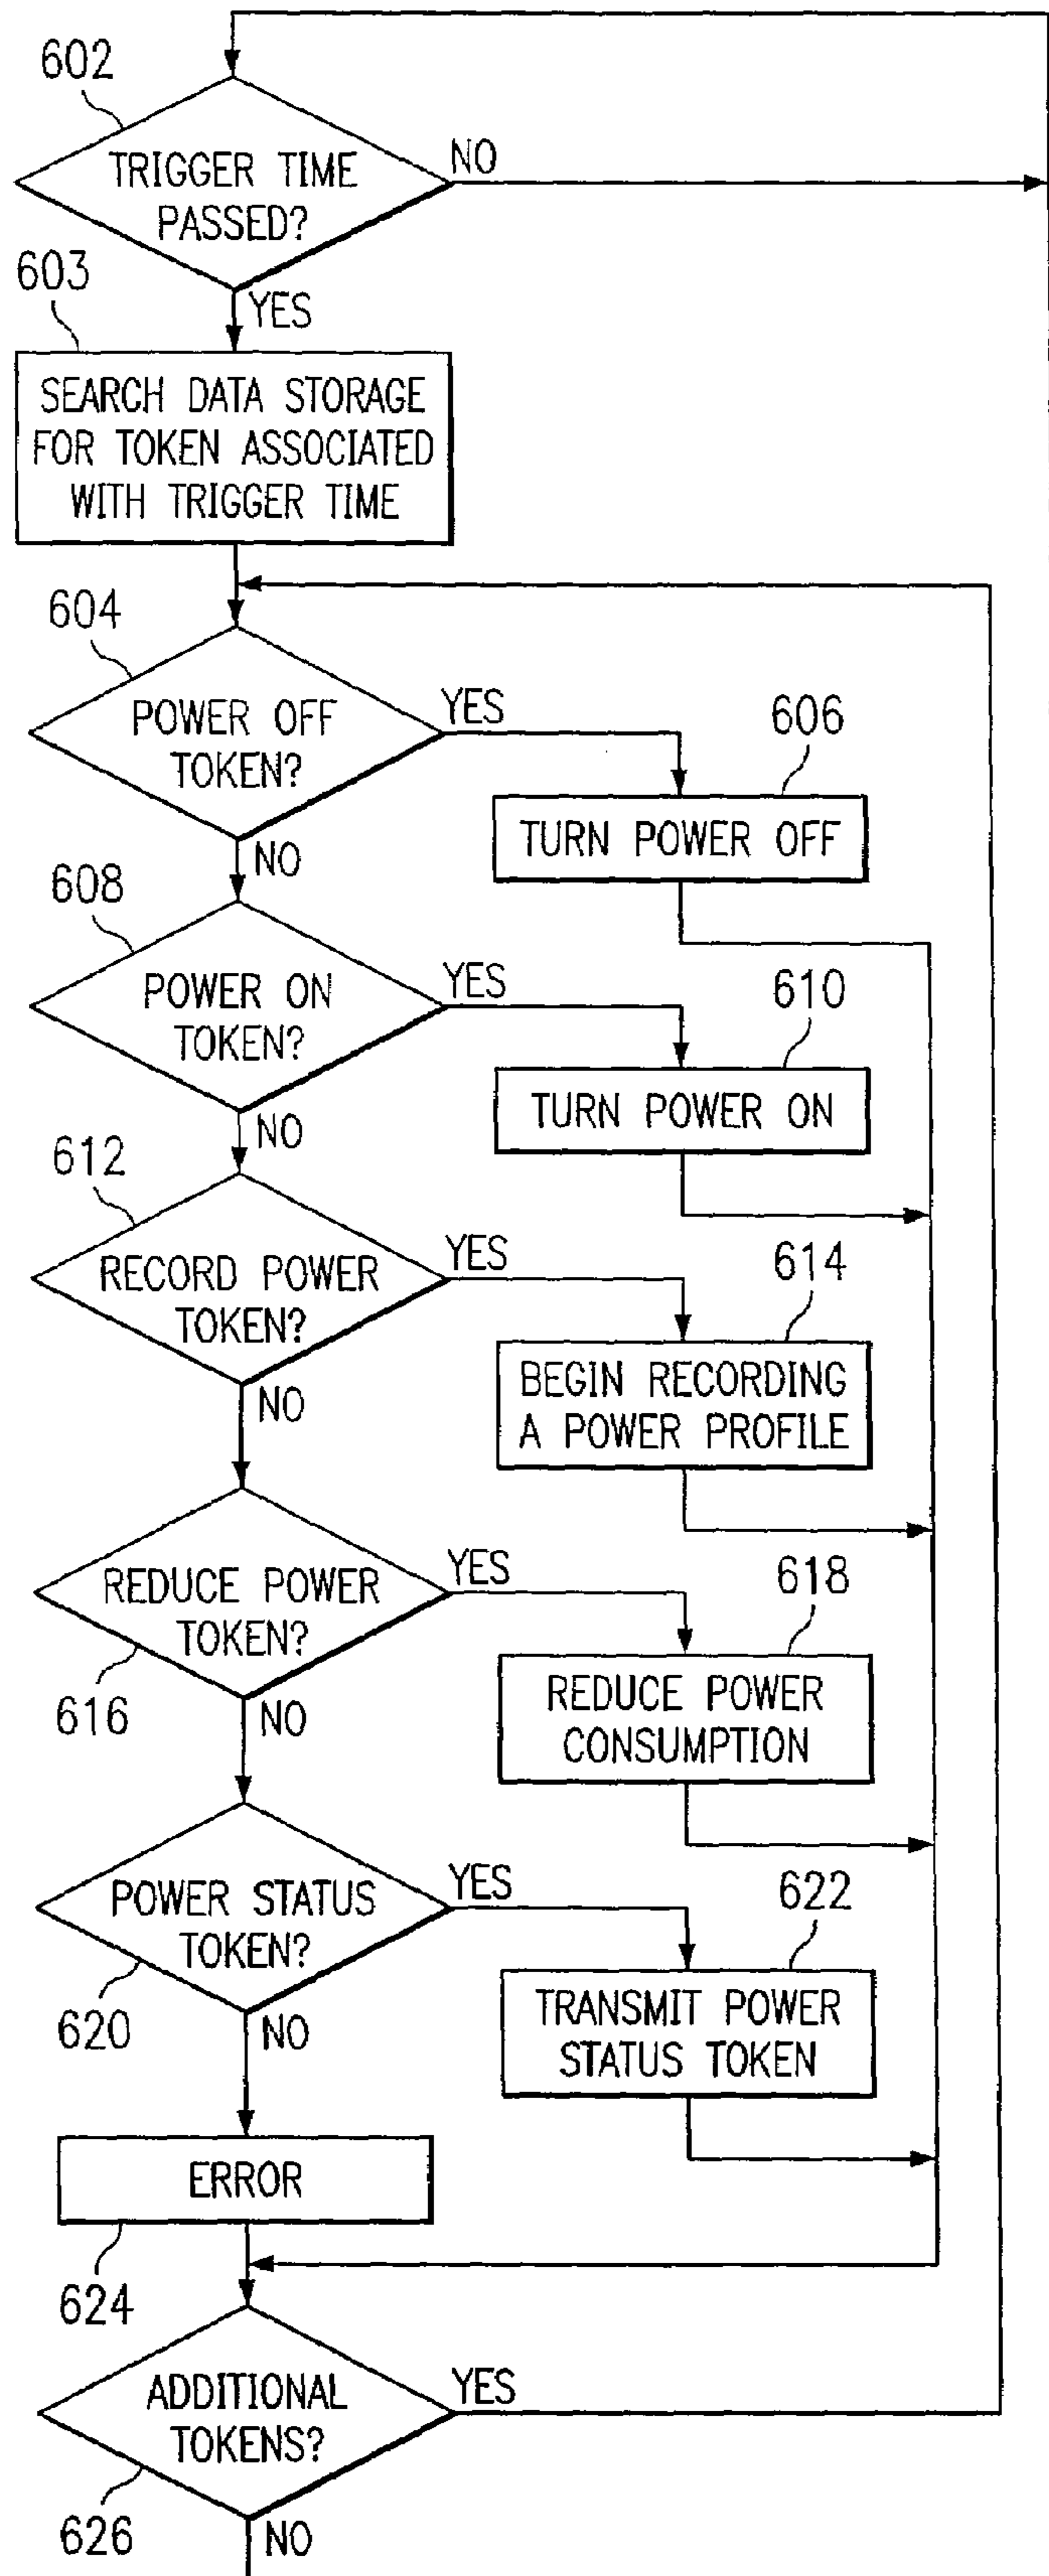 602
TRIGGER TIME
PASSED?
NO
YES
603
SEARCH DATA STORAGE
FOR TOKEN ASSOCIATED
WITH TRIGGER TIME
604
POWER OFF
TOKEN?
YES
NO
606
TURN POWER OFF
608
POWER ON
TOKEN?
YES
NO
610
TURN POWER ON
612
RECORD POWER
TOKEN?
YES
NO
614
BEGIN RECORDING
A POWER PROFILE
REDUCE POWER
TOKEN?
616
YES
NO
618
REDUCE POWER
CONSUMPTION
POWER STATUS
TOKEN?
620
YES
NO
622
TRANSMIT POWER
STATUS TOKEN
ERROR
624
ADDITIONAL
TOKENS?
626
YES
NO